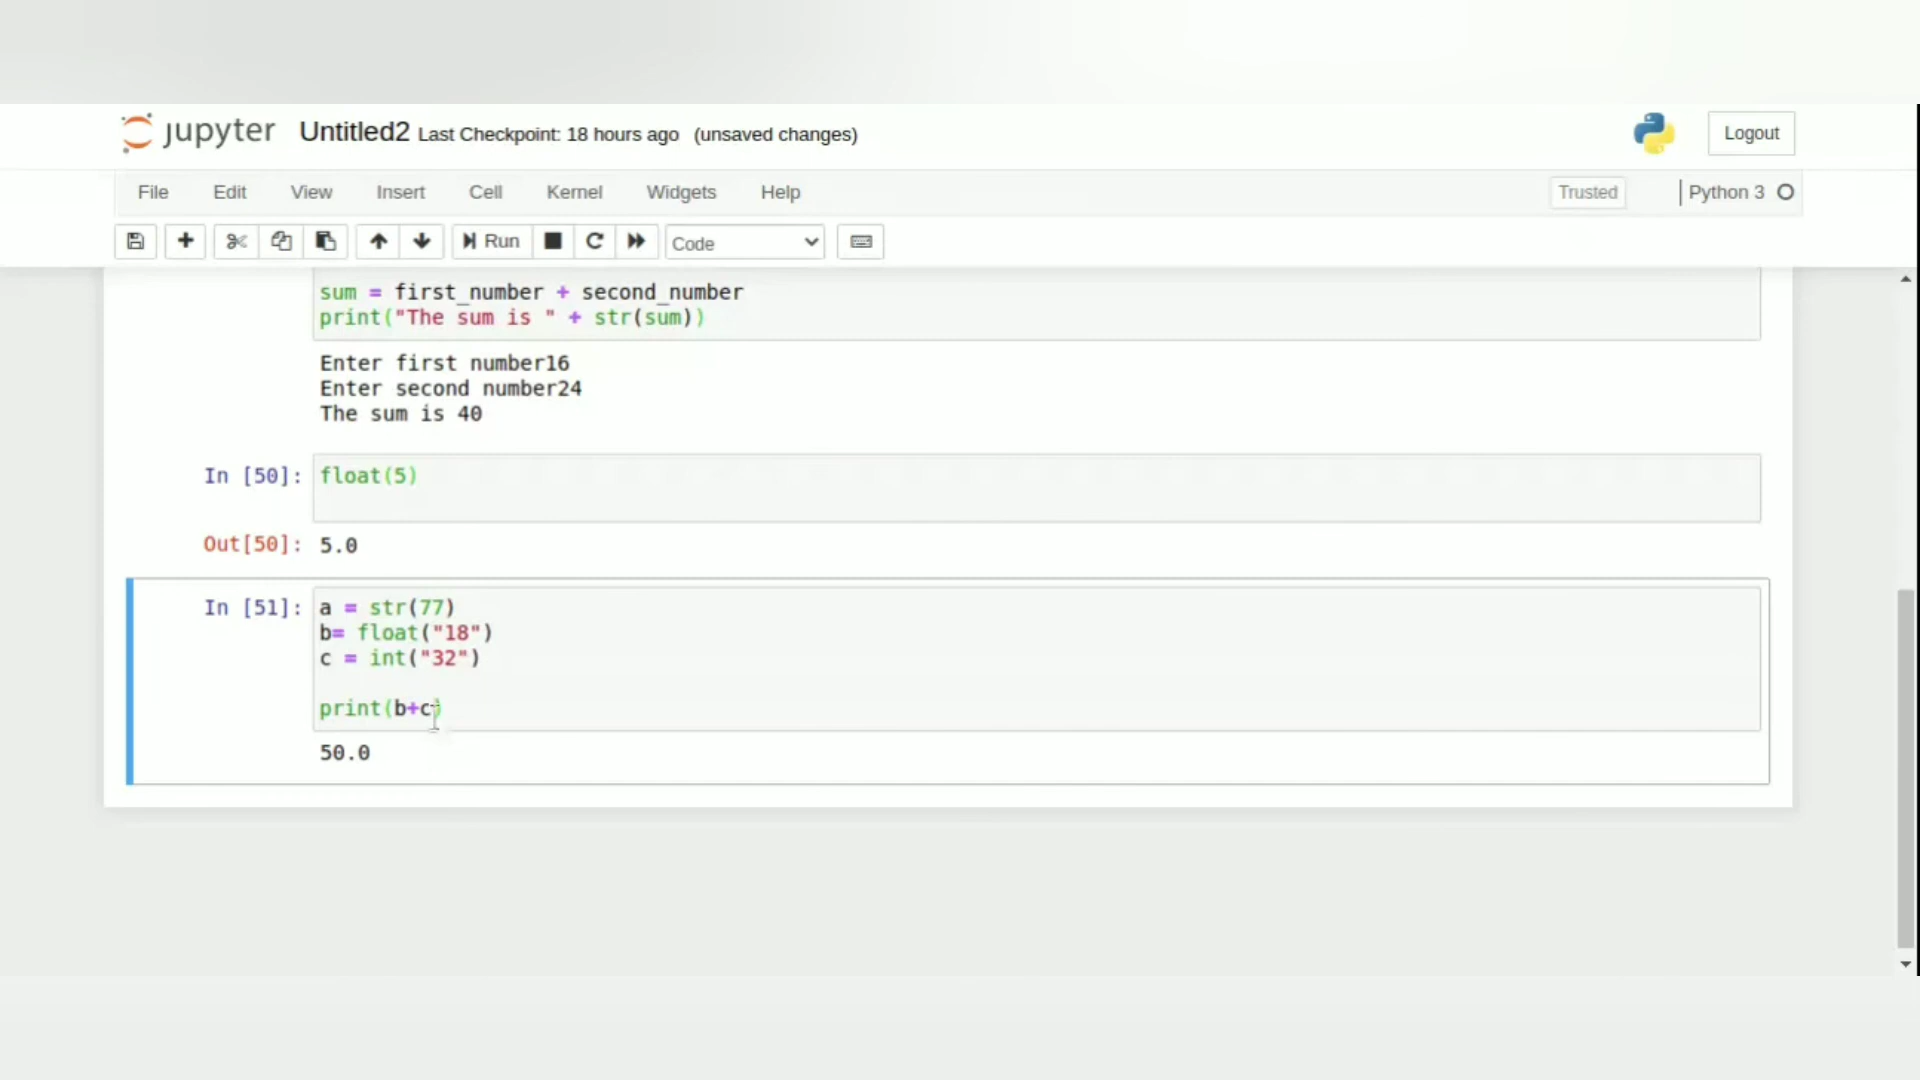 jupyter Untitled2 Last Checkpoint: 18 hours ago (unsaved changes) Logout
File Edit View Insert Cell Kernel Widgets Help Trusted Python 3
Run Code
sum = first_number + second_number
print("The sum is " + str(sum))
Enter first number16
Enter second number24
The sum is 40
In [50]: float(5)
Out[50]: 5.0
In [51]: a = str(77)
b= float("18")
c = int("32")
print(b+c)
50.0